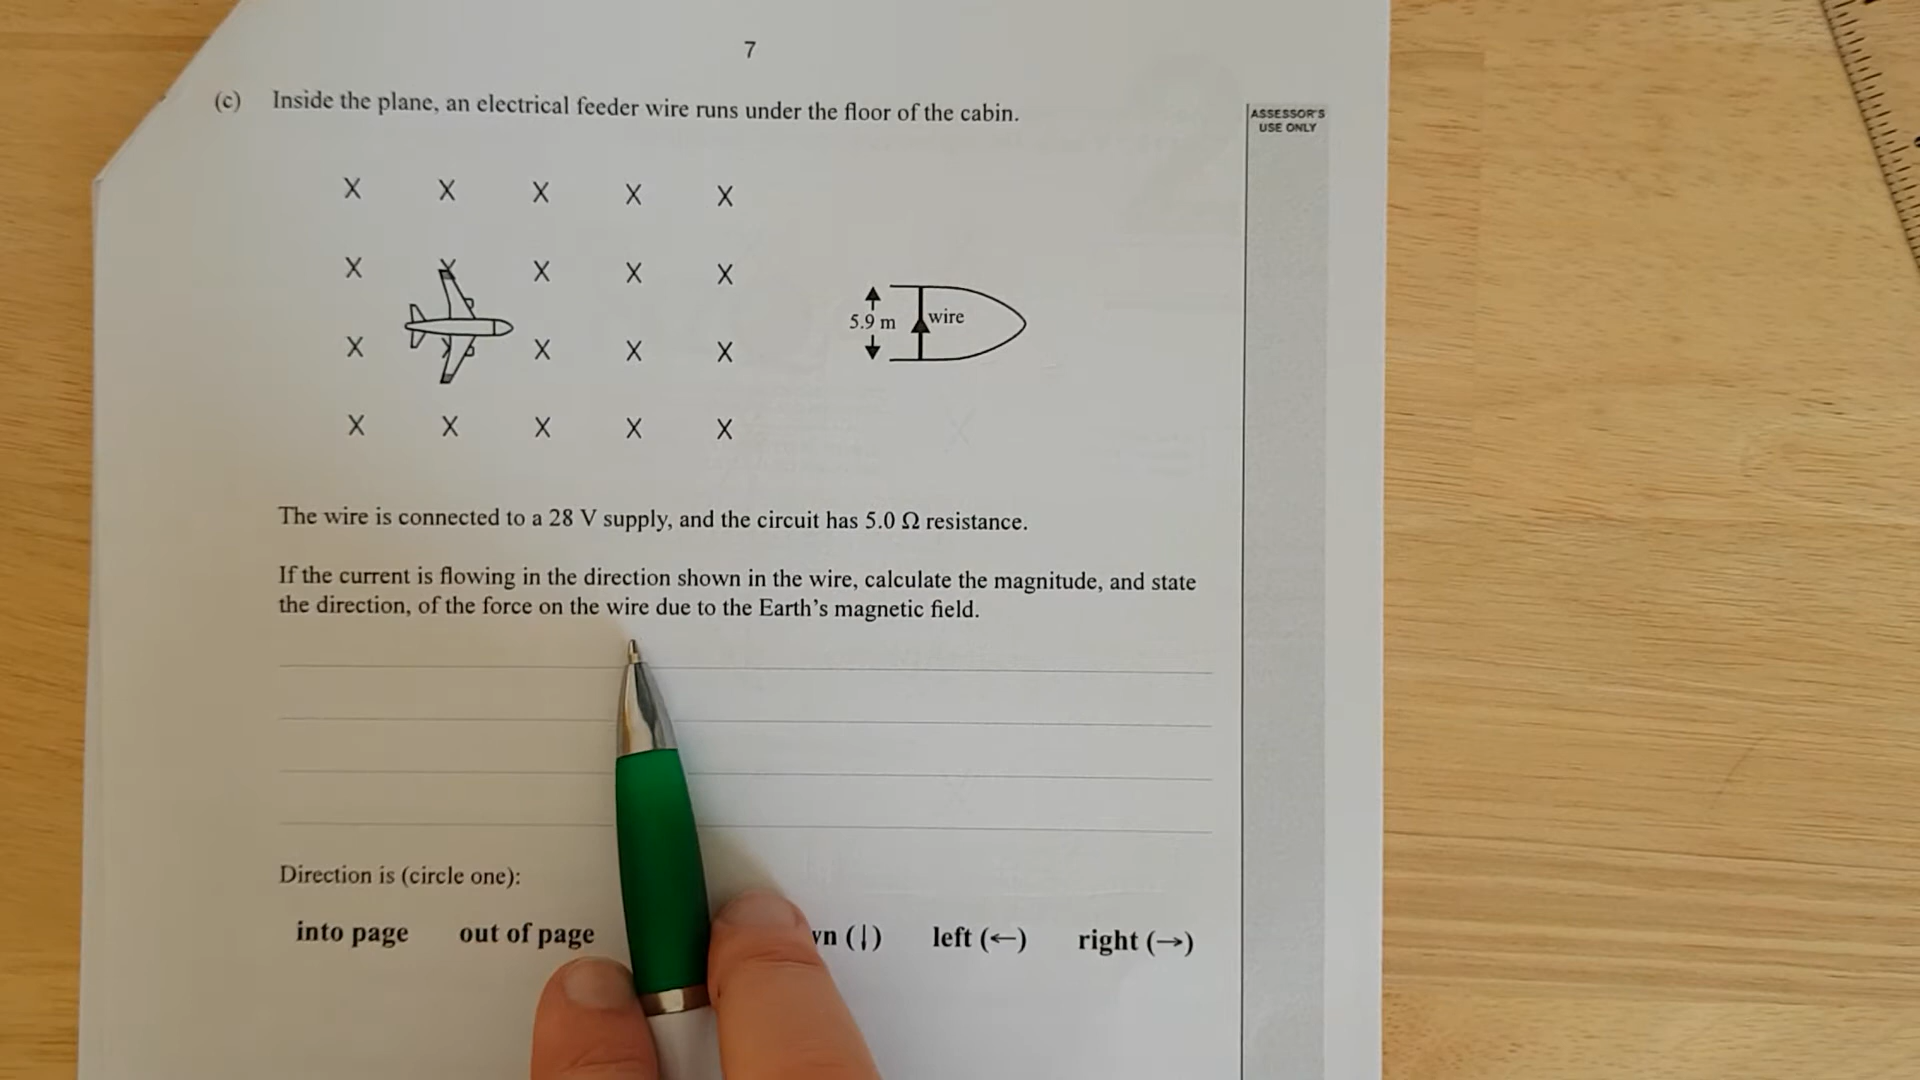 7
(c) Inside the plane, an electrical feeder wire runs under the floor of the cabin.
ASSESSOR'S
USE ONLY
X X X X X
X X X X X
X X X X
5.9 m wire
X X X X X
The wire is connected to a 28 V supply, and the circuit has 5.0 Ω resistance.
If the current is flowing in the direction shown in the wire, calculate the magnitude, and state
the direction, of the force on the wire due to the Earth's magnetic field.
Direction is (circle one):
into page out of page (↓) left (←) right (→)